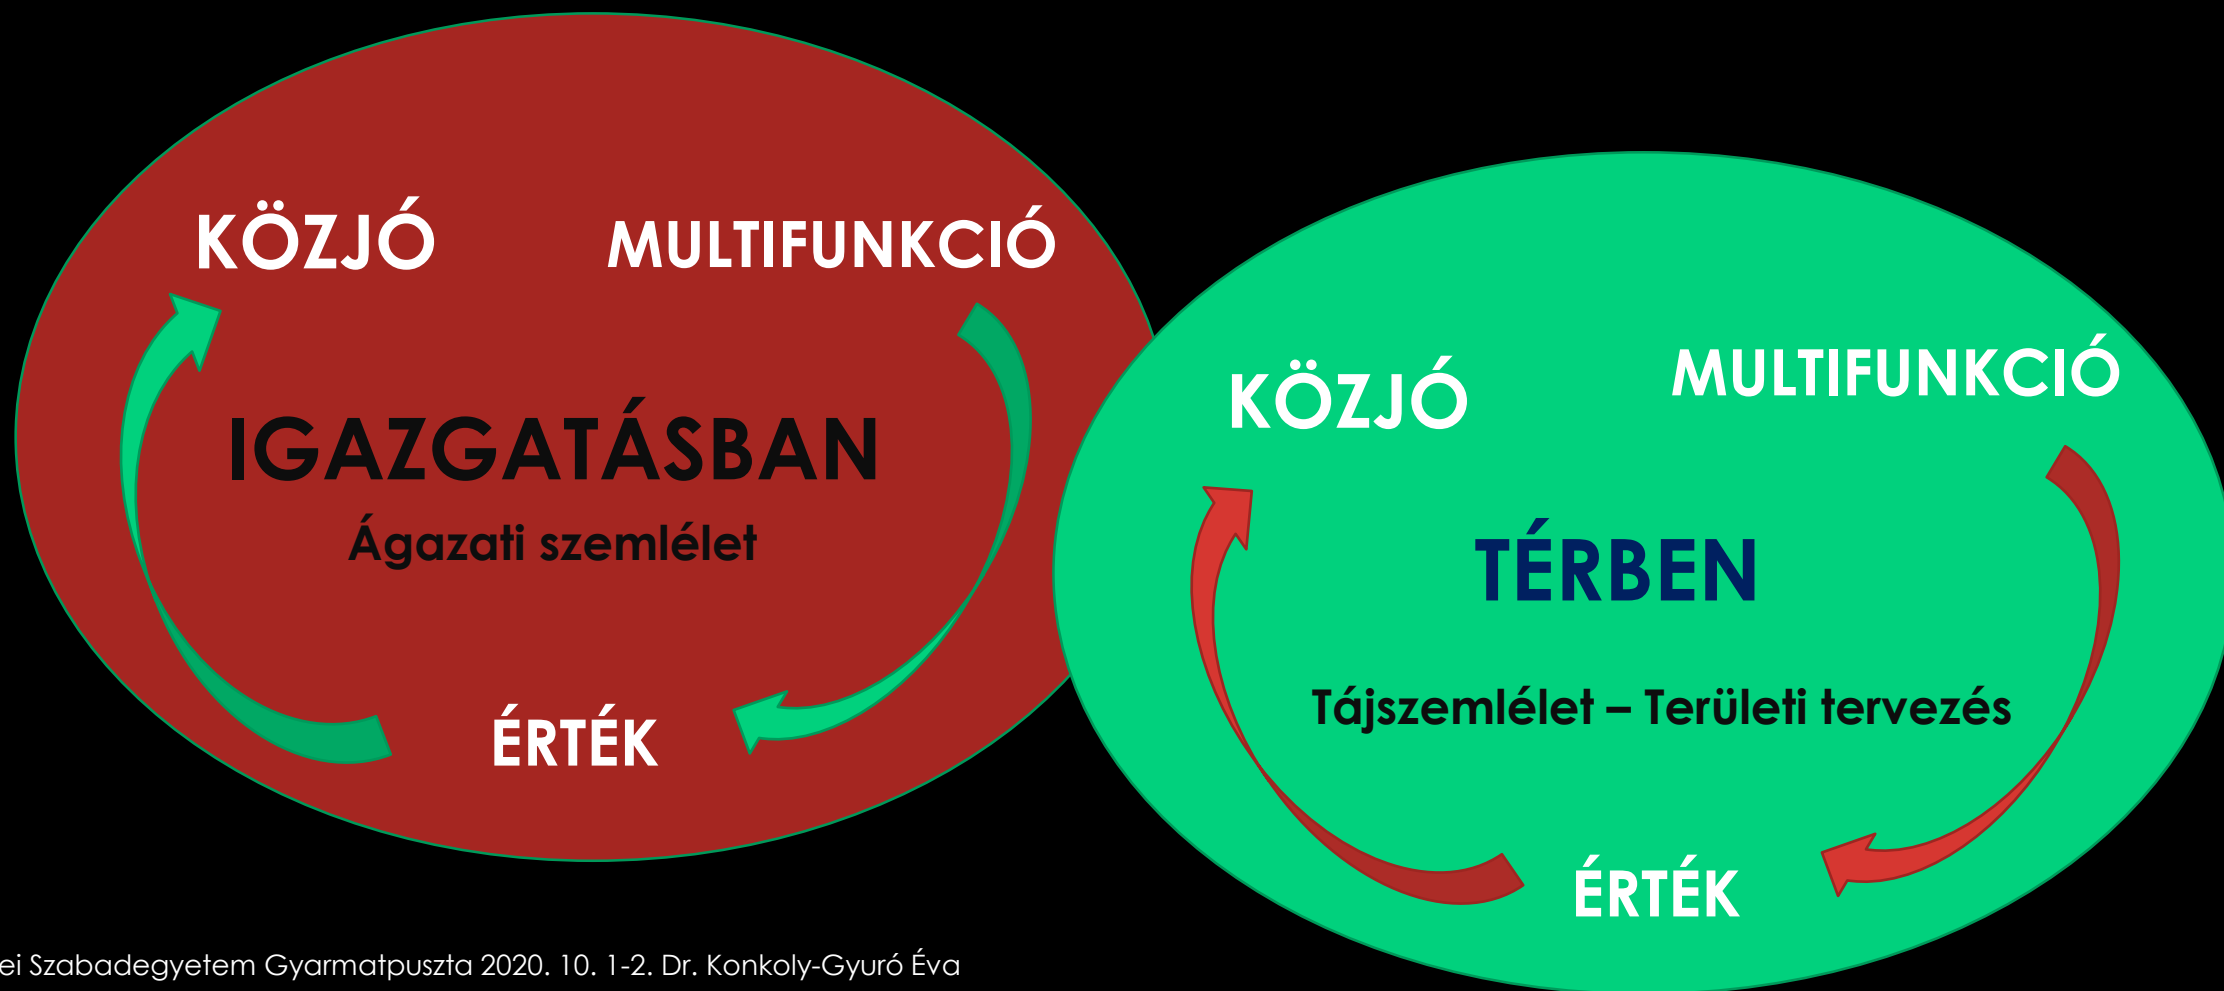 KÖZJÓ
MULTIFUNKCIÓ
IGAZGATÁSBAN
Ágazati szemlélet
ÉRTÉK
KÖZJÓ
MULTIFUNKCIÓ
TÉRBEN
Tájszemlélet – Területi tervezés
ÉRTÉK
ei Szabadegyetem Gyarmatpuszta 2020. 10. 1-2. Dr. Konkoly-Gyuró Éva